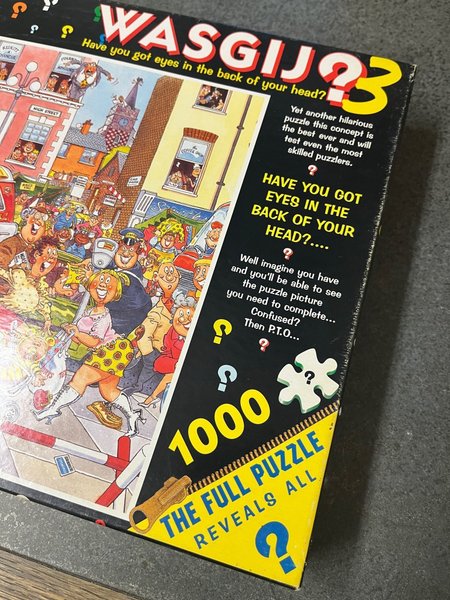 WASGIJ? 3
Have you got eyes in the back of your head?
Yet another hilarious
puzzle this concept is
the best ever and will
test even the most
skilled puzzlers.
?
HAVE YOU GOT
EYES IN THE
BACK OF YOUR
HEAD?....
?
Well imagine you have
and you'll be able to see
the puzzle picture
you need to complete...
Confused?
Then P.T.O...
?
HIGH STREET
1000
?
THE FULL PUZZLE
REVEALS ALL
?